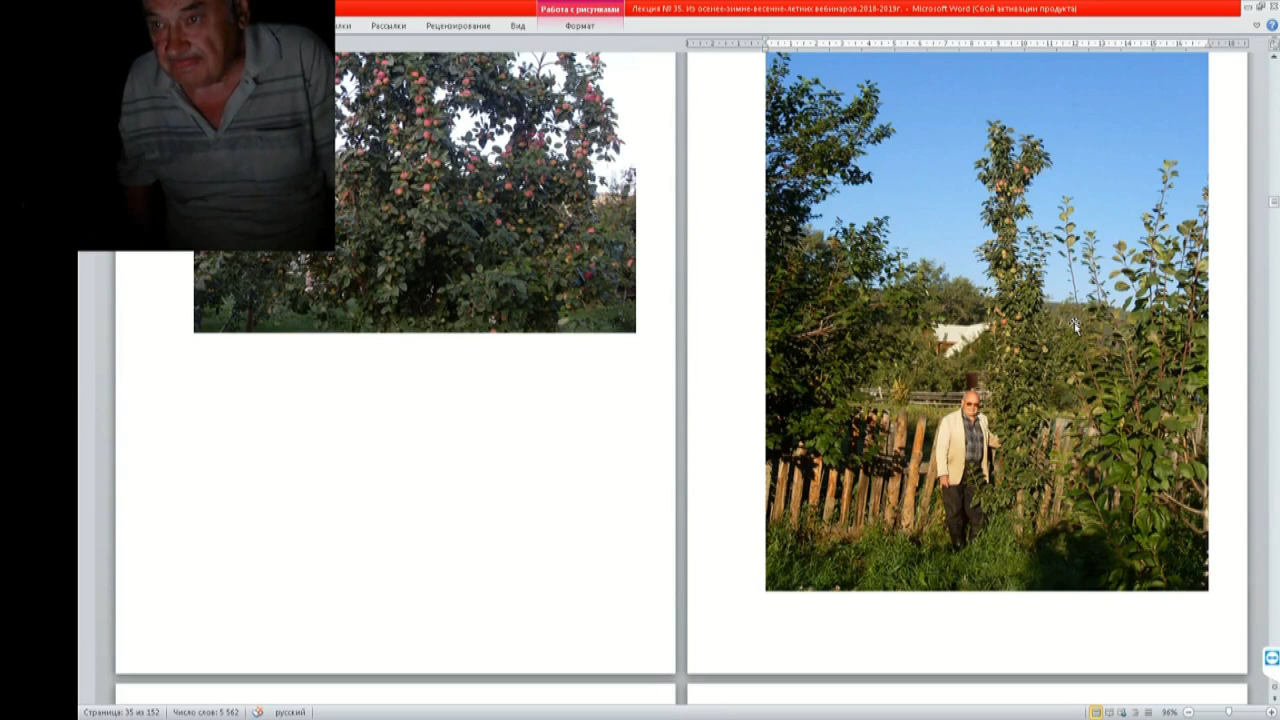 Работа с рисунками
Лекция № 35. Из осенее-зимне-весенне-летних вебинаров.2018-2019г. - Microsoft Word (Сбой активации продукта)
Рассылки Рецензирование Вид Формат
Страница: 35 из 152 Число слов: 5 562 русский 96%